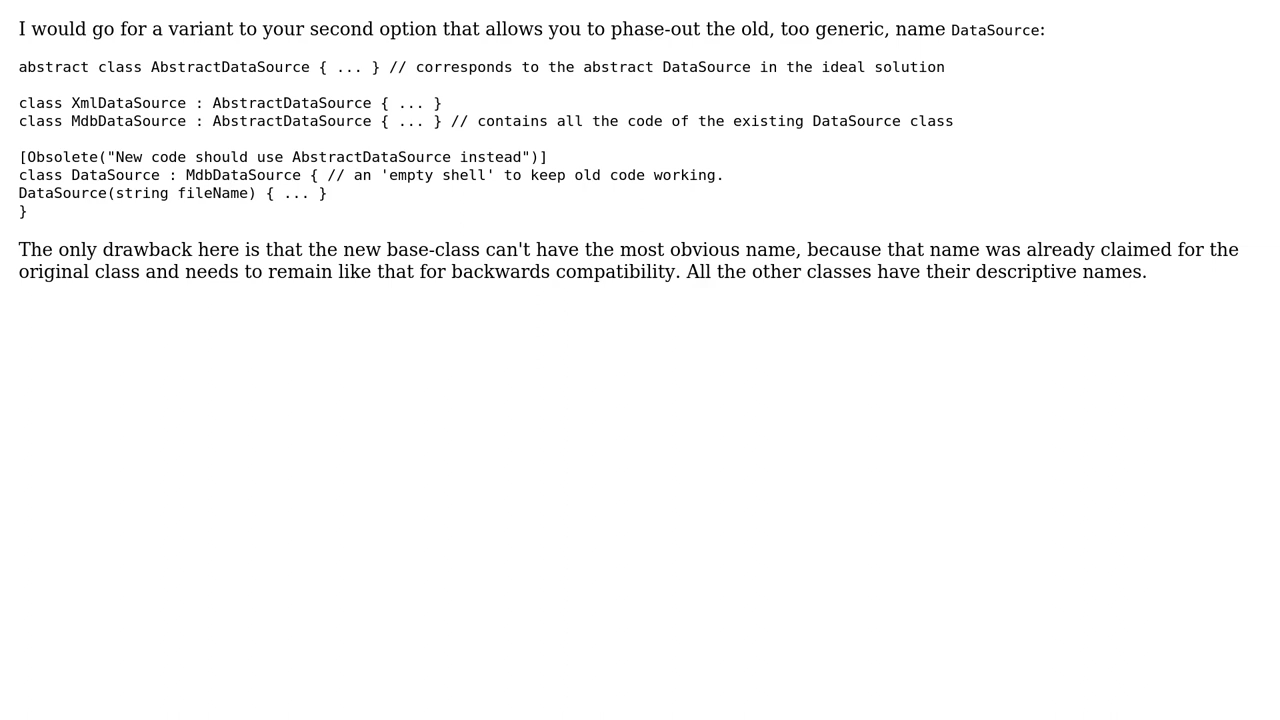 I would go for a variant to your second option that allows you to phase-out the old, too generic, name DataSource:
abstract class AbstractDataSource { ... } // corresponds to the abstract DataSource in the ideal solution
class XmlDataSource : AbstractDataSource { ... }
class MdbDataSource : AbstractDataSource { ... } // contains all the code of the existing DataSource class
[Obsolete("New code should use AbstractDataSource instead")]
class DataSource : MdbDataSource { // an 'empty shell' to keep old code working.
DataSource(string fileName) { ... }
}
The only drawback here is that the new base-class can't have the most obvious name, because that name was already claimed for the
original class and needs to remain like that for backwards compatibility. All the other classes have their descriptive names.